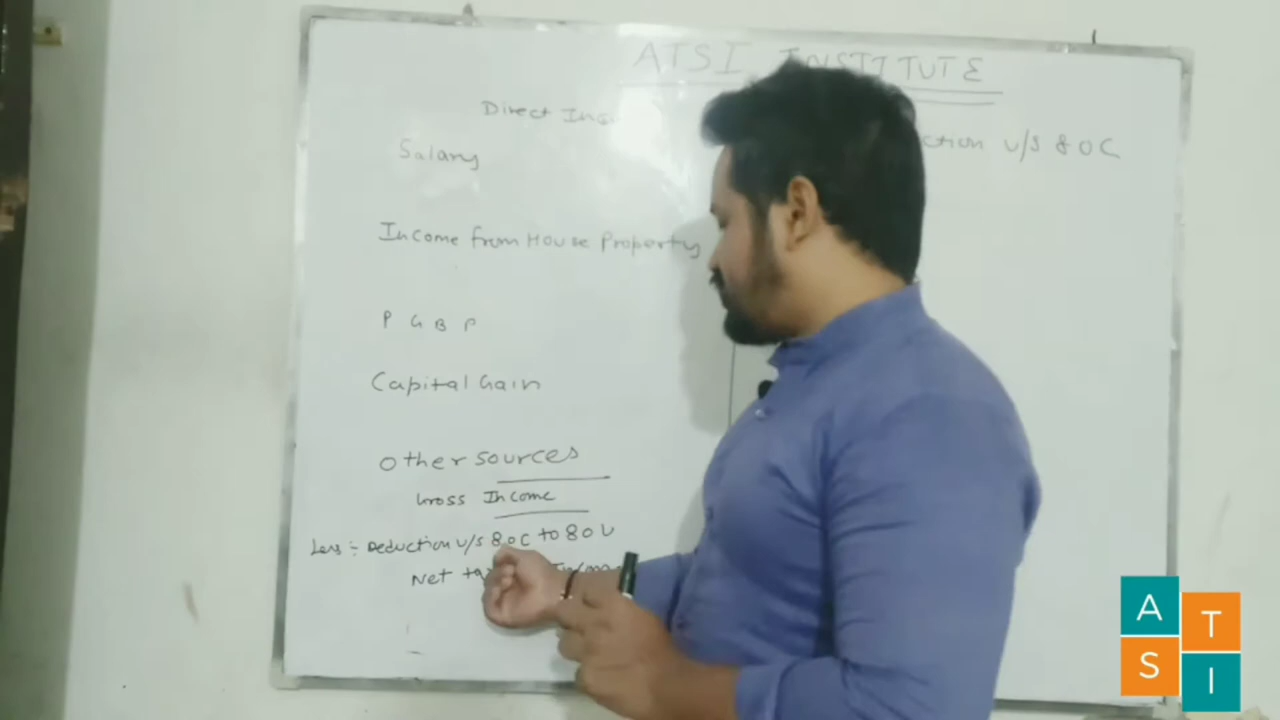 ATSI INSTITUTE
Direct
ction U/S 80C
Salary
Income from House Property
P G B P
Capital Gain
Other sources
Gross Income
Less :- Deduction U/S 80C to 80U
Net
A T
S I